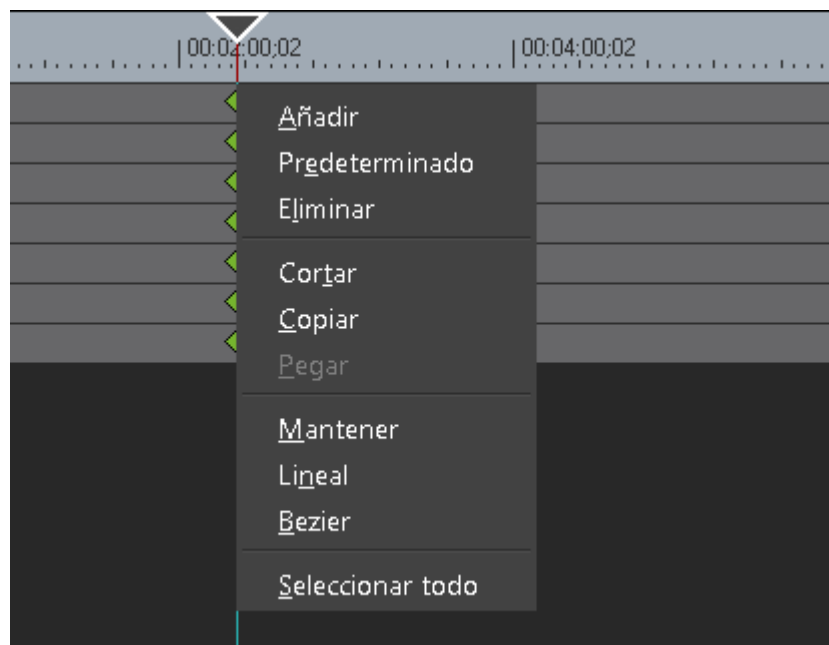 00:02:00;02 00:04:00;02
Añadir
Predeterminado
Eliminar
Cortar
Copiar
Pegar
Mantener
Lineal
Bezier
Seleccionar todo